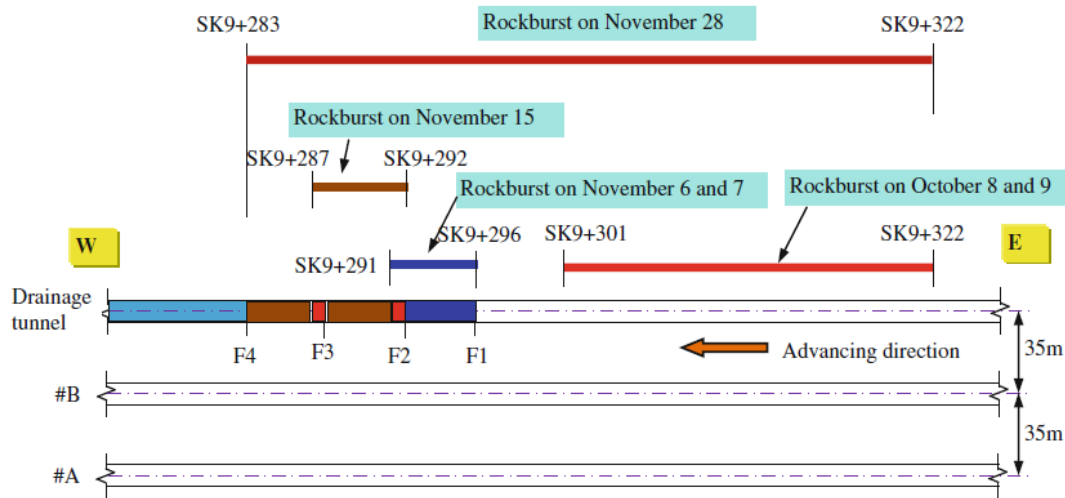 SK9+283
Rockburst on November 28
SK9+322
Rockburst on November 15
SK9+287
SK9+292
Rockburst on November 6 and 7
Rockburst on October 8 and 9
W
SK9+296
SK9+301
SK9+322
E
SK9+291
Drainage
tunnel
F4
F3
F2
F1
Advancing direction
35m
#B
35m
#A